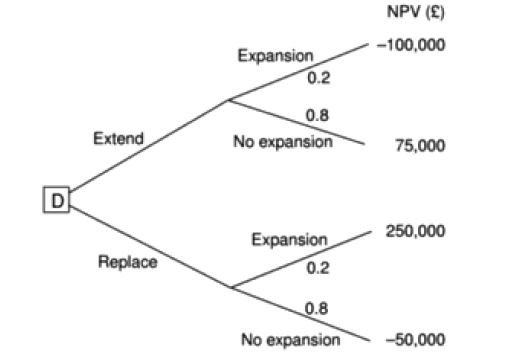 NPV (£)
Expansion
–100,000
0.2
0.8
Extend
No expansion
75,000
D
Expansion
250,000
Replace
0.2
0.8
No expansion
–50,000